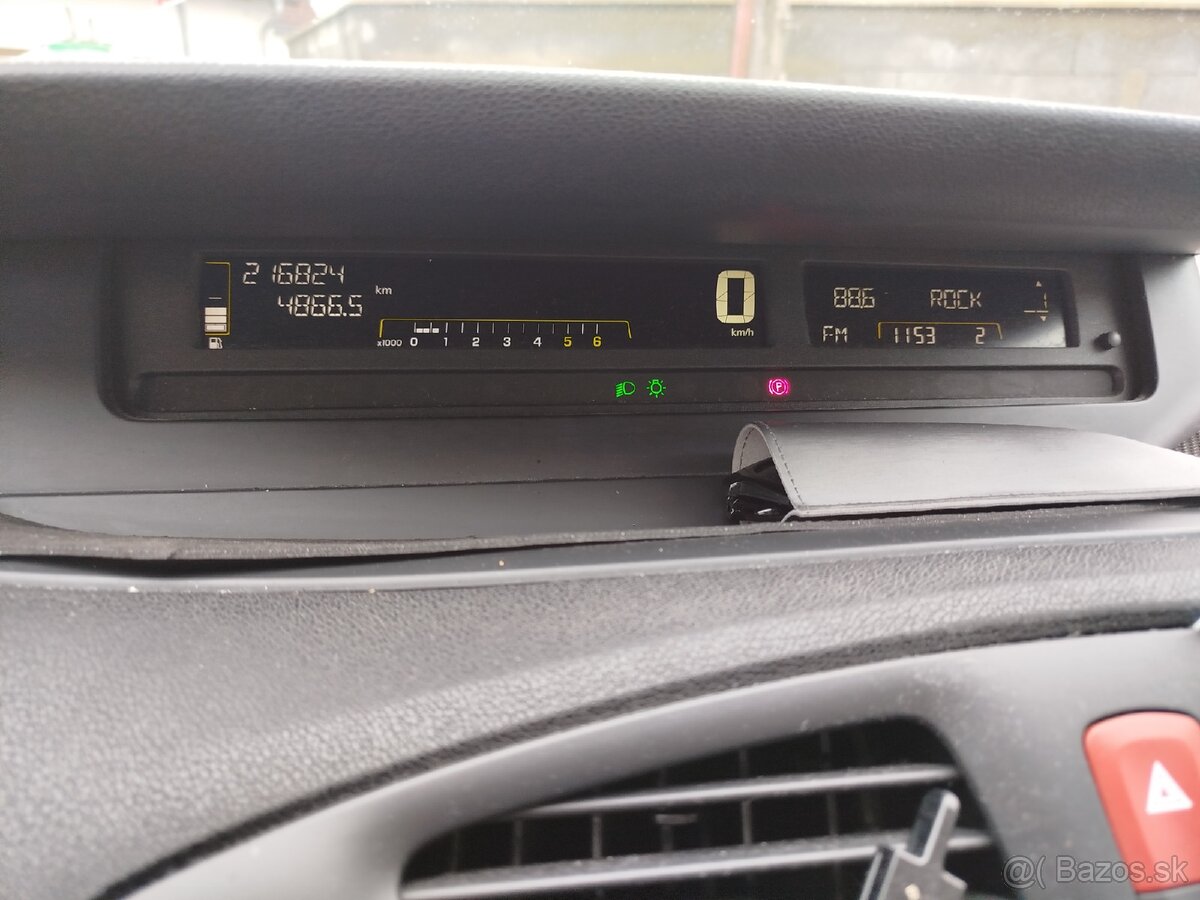 216824
4866.5 km
x1000 0 1 2 3 4 5 6
0
km/h
88.6 ROCK 1
FM 1153 2
P
@( Bazos.sk